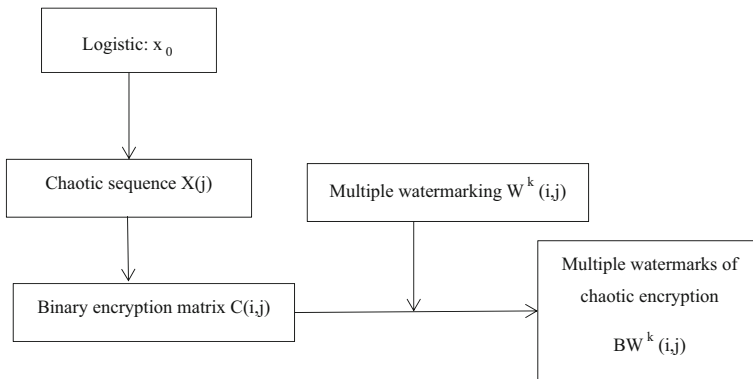 Logistic: x 0
Chaotic sequence X(j)
Multiple watermarking W k (i,j)
Binary encryption matrix C(i,j)
Multiple watermarks of
chaotic encryption
BW k (i,j)